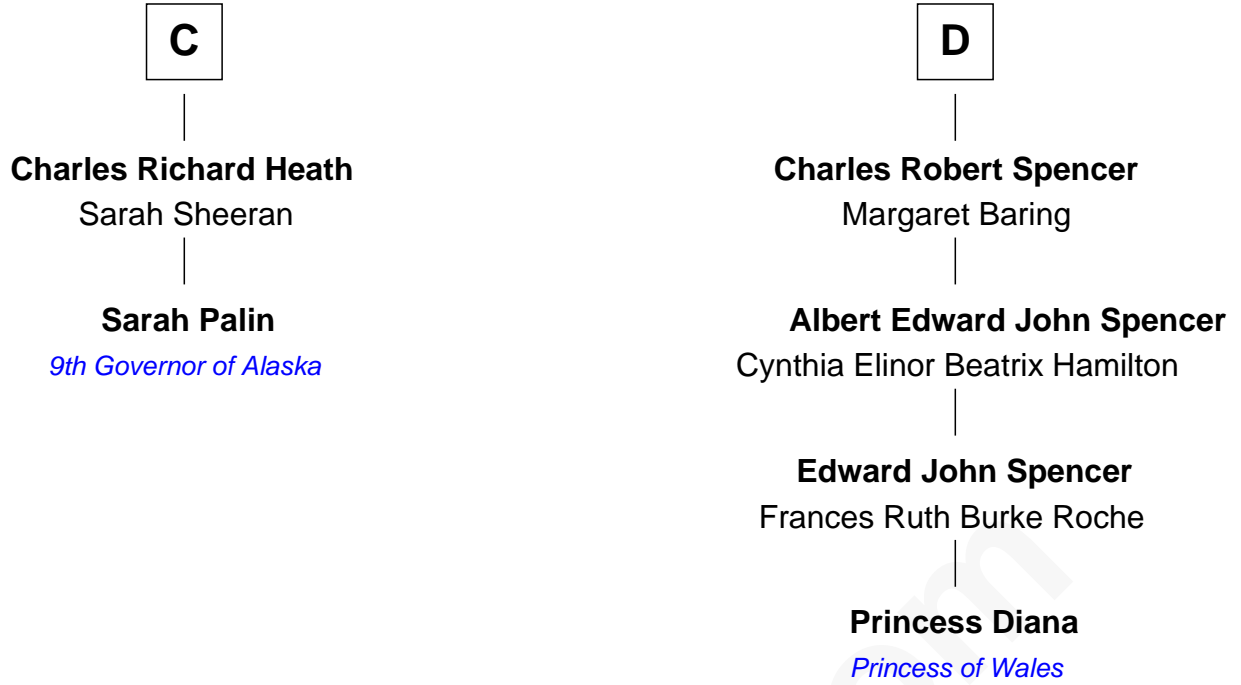 C
Charles Richard Heath
Sarah Sheeran
Sarah Palin
9th Governor of Alaska
D
Charles Robert Spencer
Margaret Baring
Albert Edward John Spencer
Cynthia Elinor Beatrix Hamilton
Edward John Spencer
Frances Ruth Burke Roche
Princess Diana
Princess of Wales